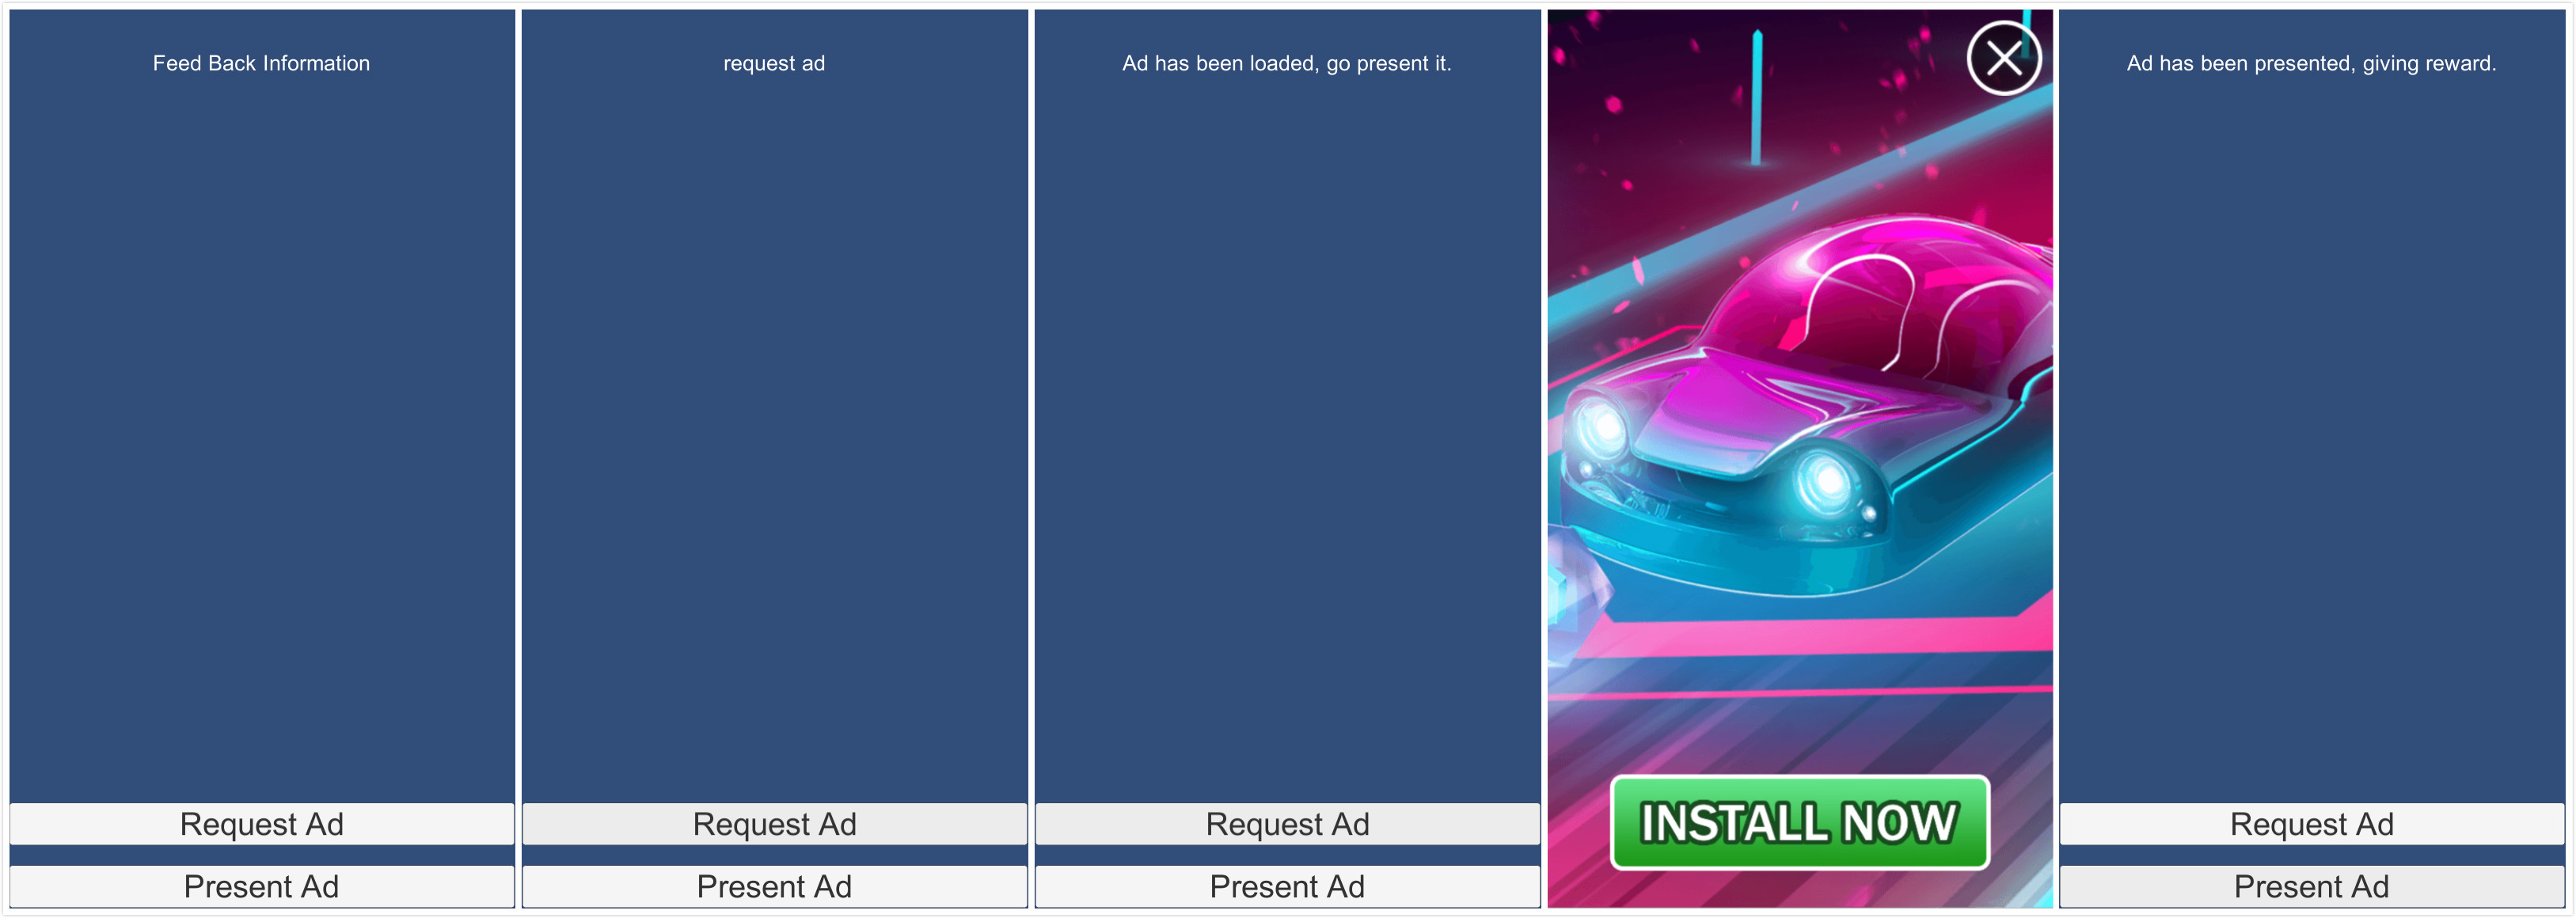 Feed Back Information
Request Ad
Present Ad
request ad
Request Ad
Present Ad
Ad has been loaded, go present it.
Request Ad
Present Ad
INSTALL NOW
Ad has been presented, giving reward.
Request Ad
Present Ad